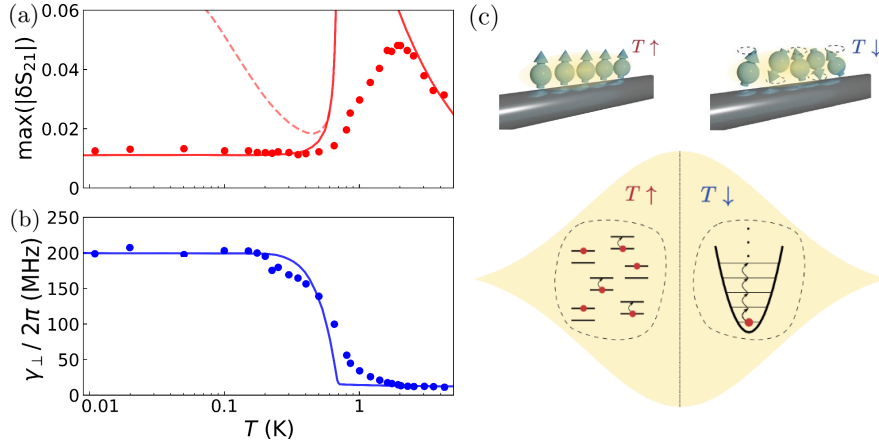 (a)
0.06
0.04
0.02
0
max(|δS₂₁|)
(b)
250
200
150
100
50
0
γ⊥ / 2π (MHz)
0.01 0.1 1
T (K)
(c)
T ↑
T ↓
T ↑
T ↓